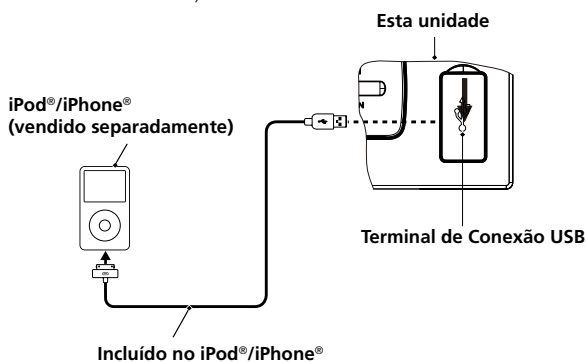 Esta unidade
iPod®/iPhone®
(vendido separadamente)
Terminal de Conexão USB
Incluído no iPod®/iPhone®